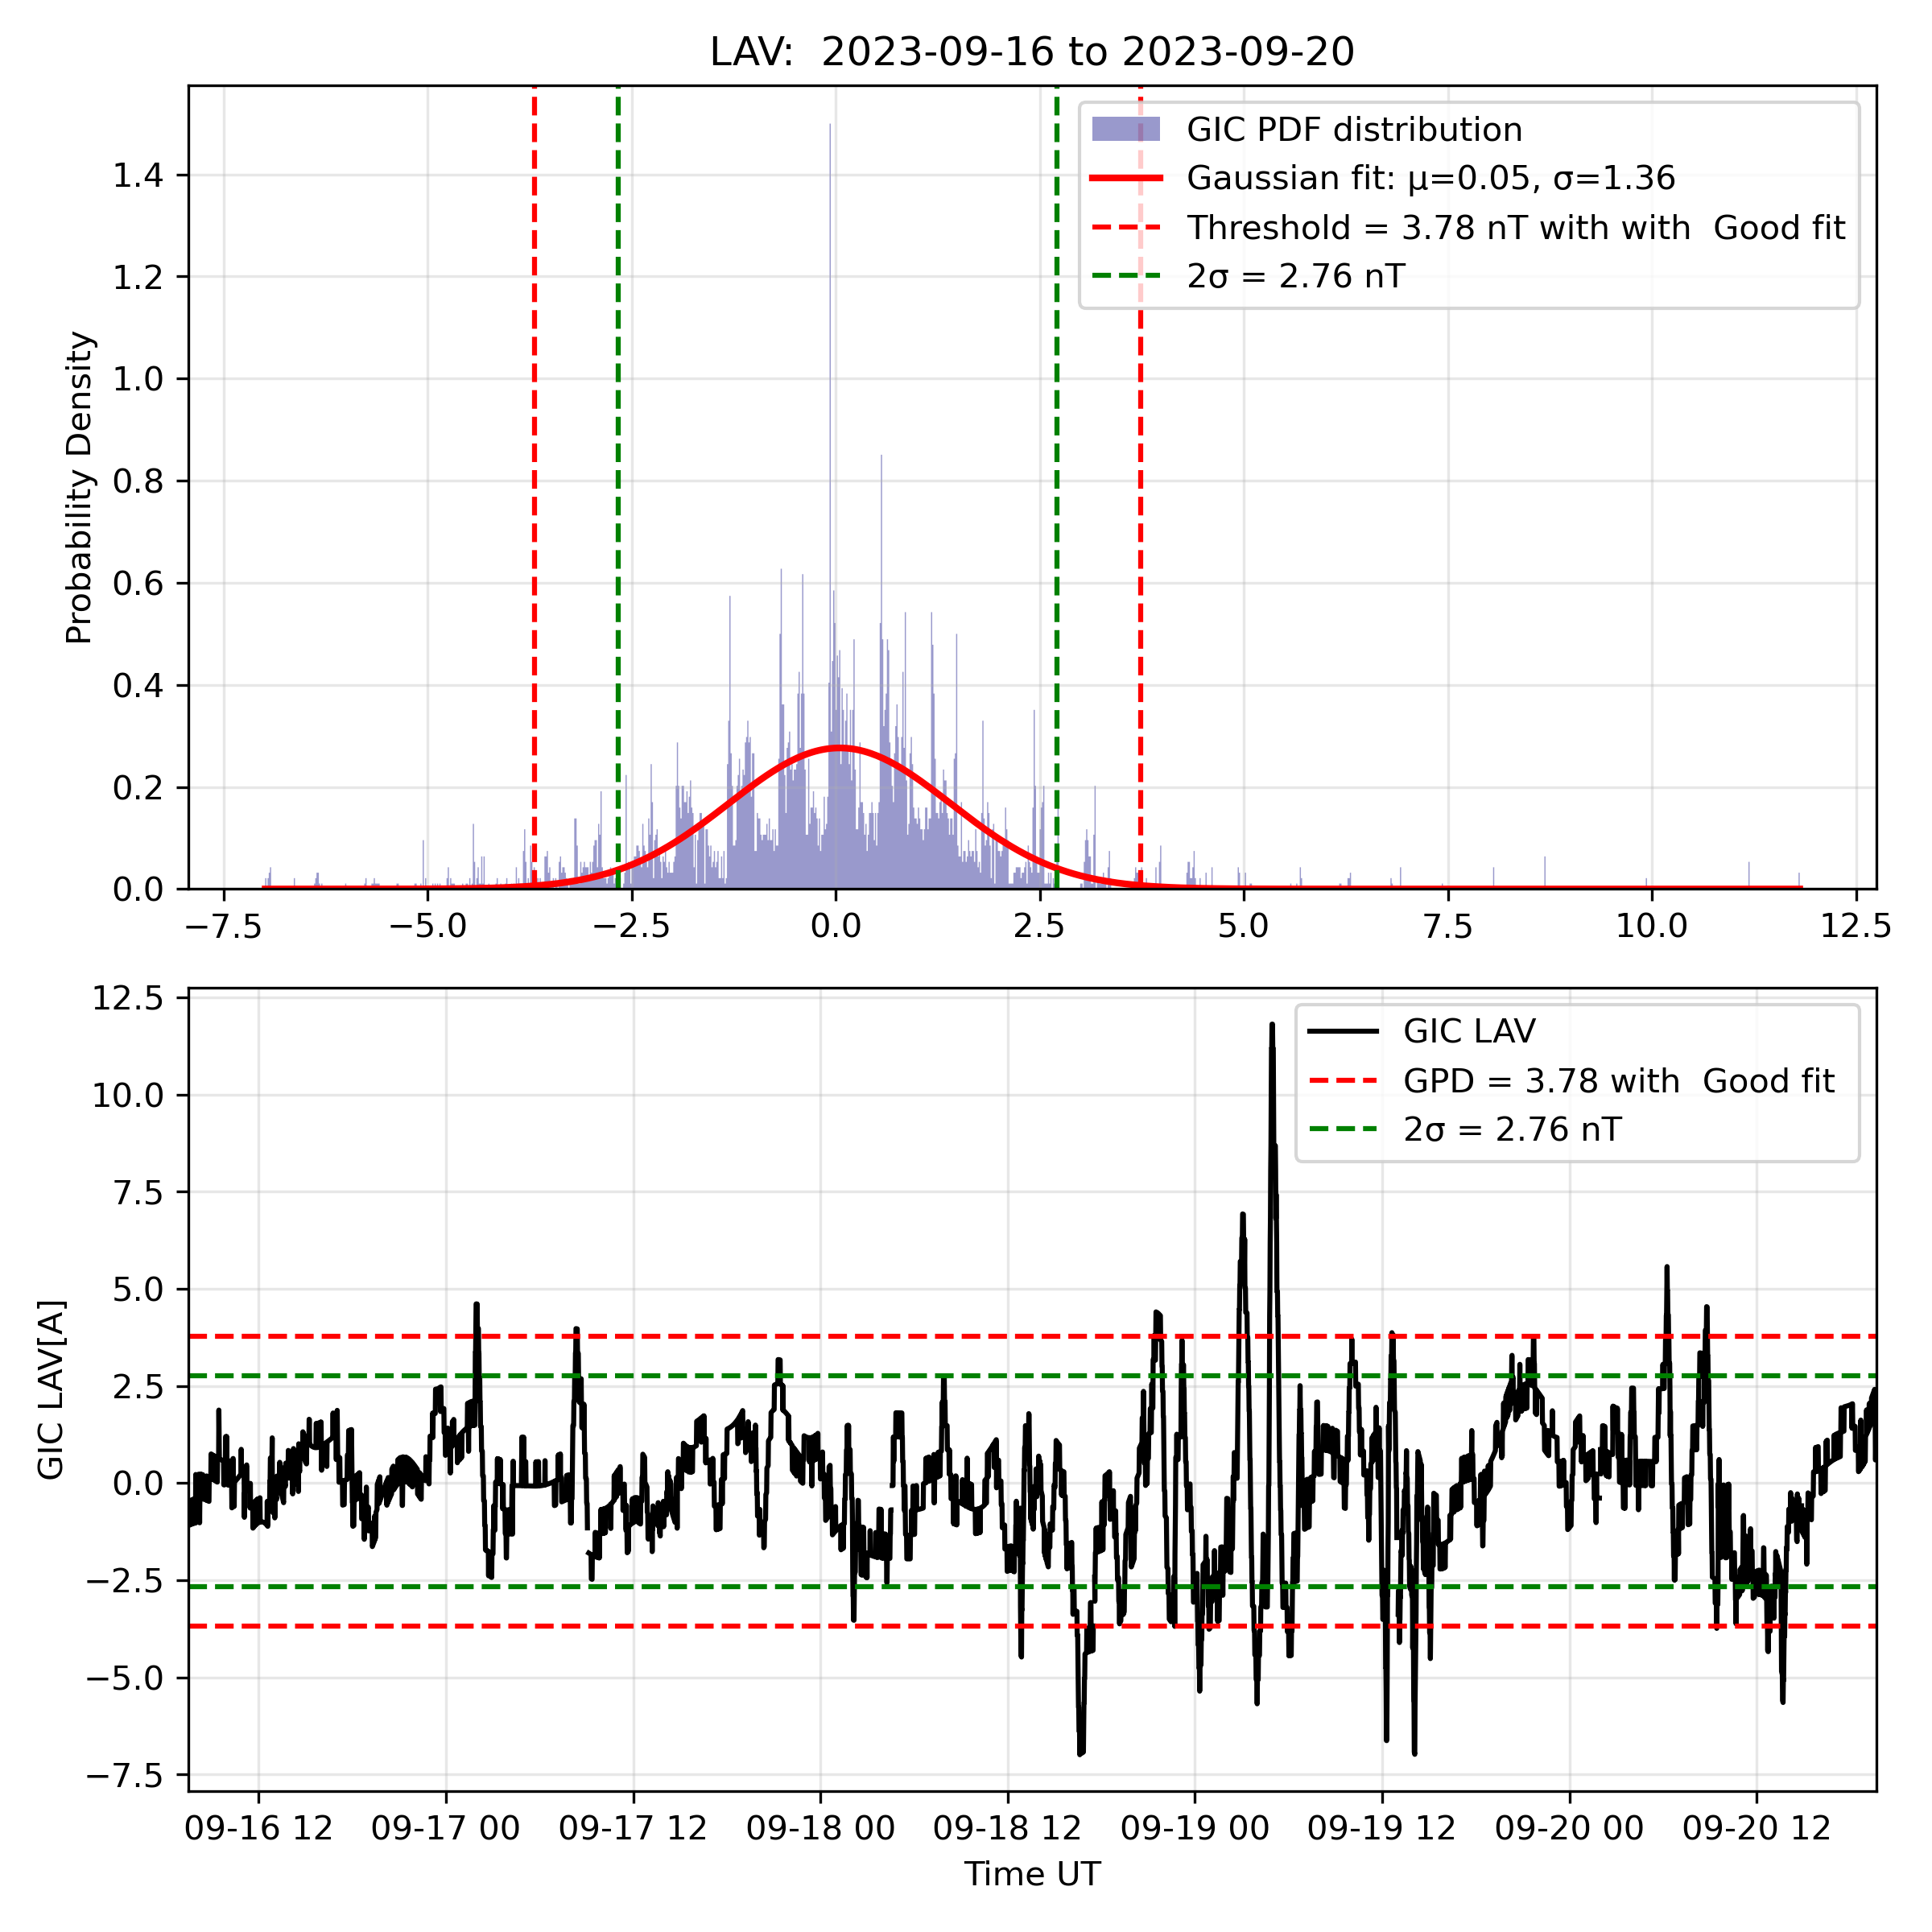 LAV:  2023-09-16 to 2023-09-20
Probability Density
1.4
1.2
1.0
0.8
0.6
0.4
0.2
0.0
GIC PDF distribution
Gaussian fit: μ=0.05, σ=1.36
Threshold = 3.78 nT with with  Good fit
2σ = 2.76 nT
−7.5 −5.0 −2.5 0.0 2.5 5.0 7.5 10.0 12.5
GIC LAV[A]
12.5
10.0
7.5
5.0
2.5
0.0
−2.5
−5.0
−7.5
GIC LAV
GPD = 3.78 with  Good fit
2σ = 2.76 nT
09-16 12 09-17 00 09-17 12 09-18 00 09-18 12 09-19 00 09-19 12 09-20 00 09-20 12
Time UT